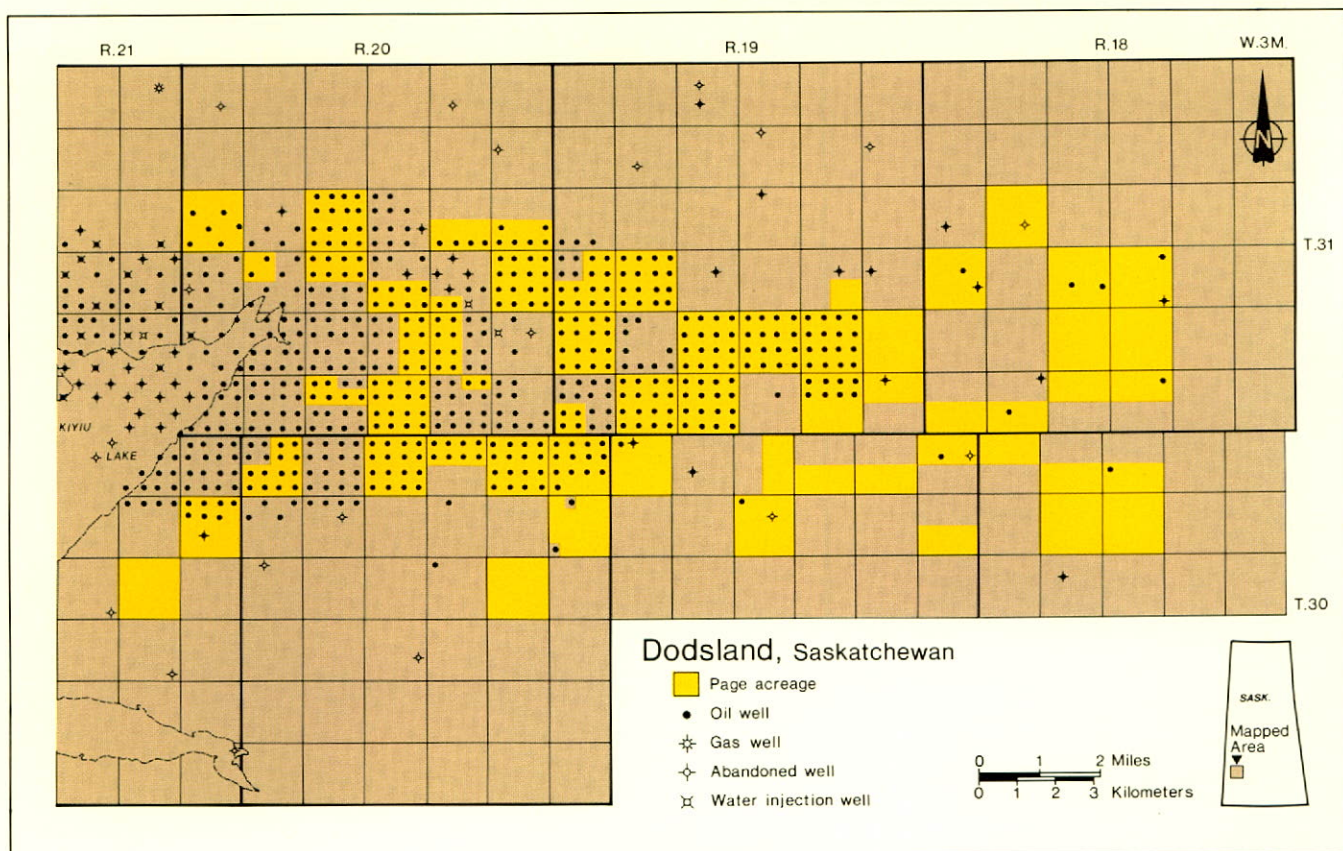 R.21 R.20 R.19 R.18 W.3M.
N
T.31
KIYIU
LAKE
T.30
Dodsland, Saskatchewan
Page acreage
Oil well
Gas well
Abandoned well
Water injection well
0 1 2 Miles
0 1 2 3 Kilometers
SASK.
Mapped
Area